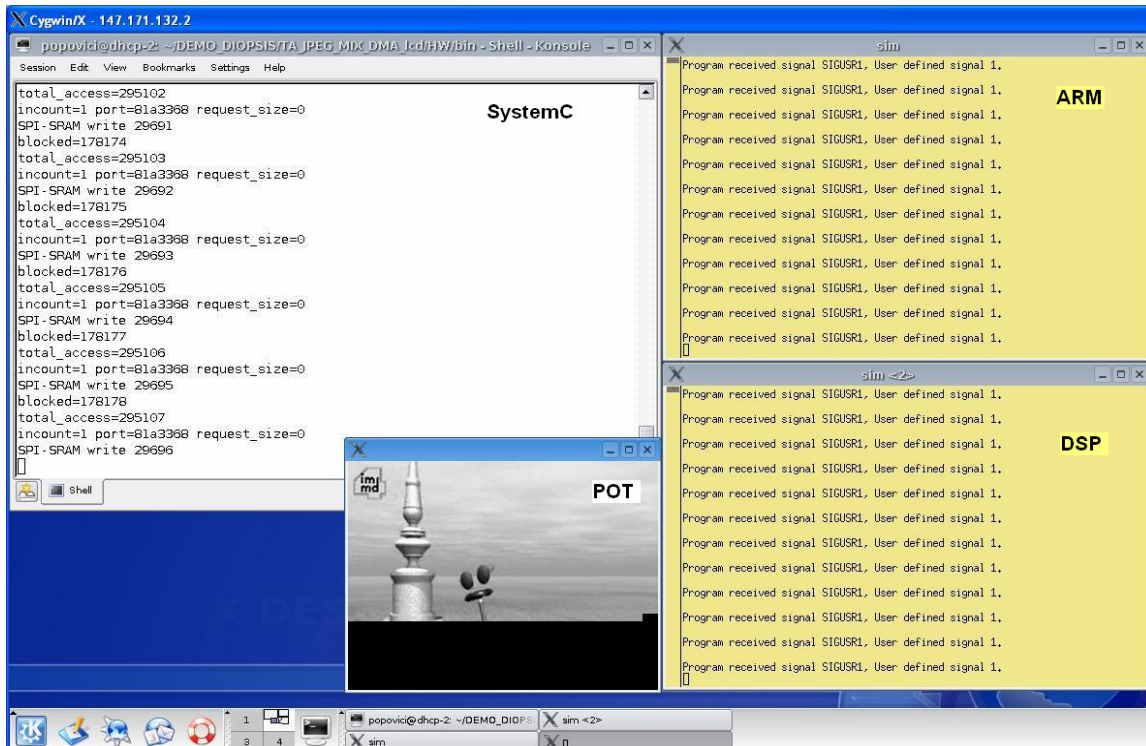 Cygwin/X - 147.171.132.2
popovici@dhcp-2: ~/DEMO_DIOPSIS/TA_JPEG_MIX_DMA_lcd/HW/bin - Shell - Konsole
Session Edit View Bookmarks Settings Help
SystemC
total_access=295102
incount=1 port=81a3368 request_size=0
SPI-SRAM write 29691
blocked=178174
total_access=295103
incount=1 port=81a3368 request_size=0
SPI-SRAM write 29692
blocked=178175
total_access=295104
incount=1 port=81a3368 request_size=0
SPI-SRAM write 29693
blocked=178176
total_access=295105
incount=1 port=81a3368 request_size=0
SPI-SRAM write 29694
blocked=178177
total_access=295106
incount=1 port=81a3368 request_size=0
SPI-SRAM write 29695
blocked=178178
total_access=295107
incount=1 port=81a3368 request_size=0
SPI-SRAM write 29696
Shell
sim
ARM
Program received signal SIGUSR1, User defined signal 1.
Program received signal SIGUSR1, User defined signal 1.
Program received signal SIGUSR1, User defined signal 1.
Program received signal SIGUSR1, User defined signal 1.
Program received signal SIGUSR1, User defined signal 1.
Program received signal SIGUSR1, User defined signal 1.
Program received signal SIGUSR1, User defined signal 1.
Program received signal SIGUSR1, User defined signal 1.
Program received signal SIGUSR1, User defined signal 1.
Program received signal SIGUSR1, User defined signal 1.
Program received signal SIGUSR1, User defined signal 1.
Program received signal SIGUSR1, User defined signal 1.
sim <2>
DSP
Program received signal SIGUSR1, User defined signal 1.
Program received signal SIGUSR1, User defined signal 1.
Program received signal SIGUSR1, User defined signal 1.
Program received signal SIGUSR1, User defined signal 1.
Program received signal SIGUSR1, User defined signal 1.
Program received signal SIGUSR1, User defined signal 1.
Program received signal SIGUSR1, User defined signal 1.
Program received signal SIGUSR1, User defined signal 1.
Program received signal SIGUSR1, User defined signal 1.
Program received signal SIGUSR1, User defined signal 1.
Program received signal SIGUSR1, User defined signal 1.
Program received signal SIGUSR1, User defined signal 1.
POT
K DES
1
3 4
popovici@dhcp-2: ~/DEMO_DIOPS
sim <2>
sim